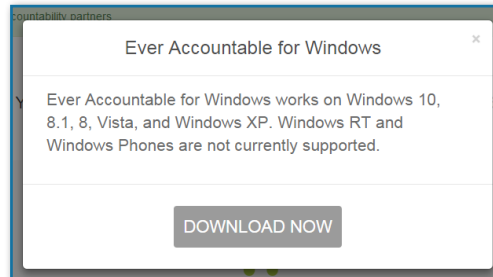 countability partners
Ever Accountable for Windows
×
Ever Accountable for Windows works on Windows 10,
8.1, 8, Vista, and Windows XP. Windows RT and
Windows Phones are not currently supported.
DOWNLOAD NOW